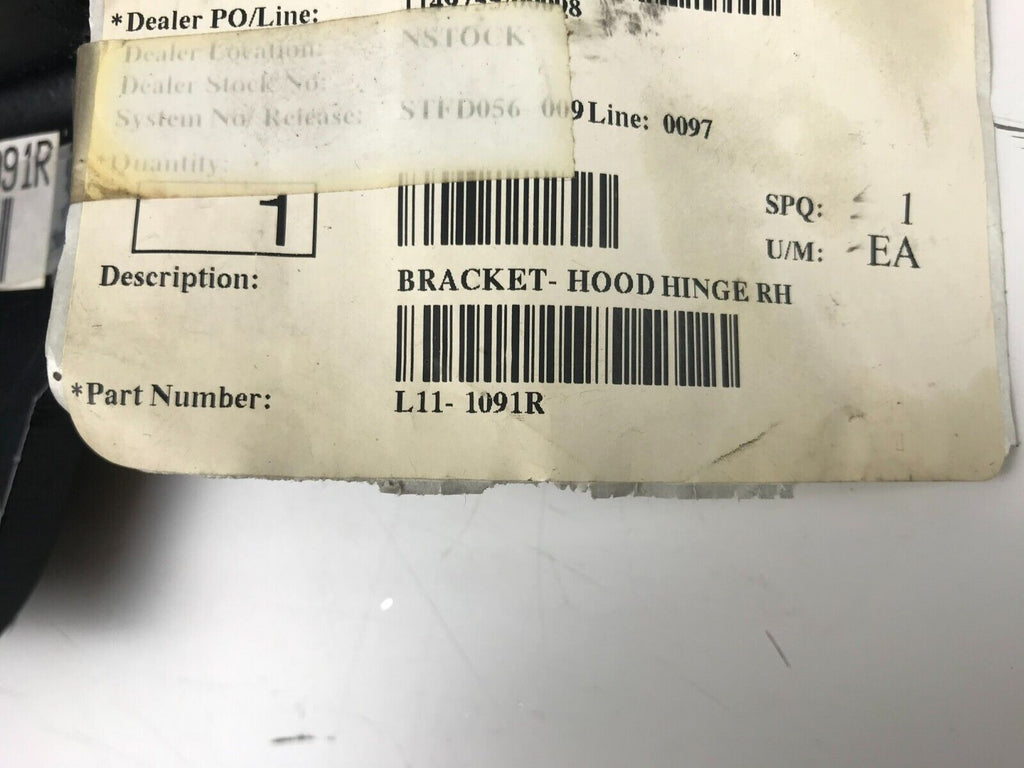 *Dealer PO/Line:
Dealer Location: NSTOCK
Dealer Stock No:
System No/ Release: STFD056 009 Line: 0097
*Quantity:
1
SPQ: 1
U/M: EA
Description: BRACKET- HOOD HINGE RH
*Part Number: L11- 1091R
91R